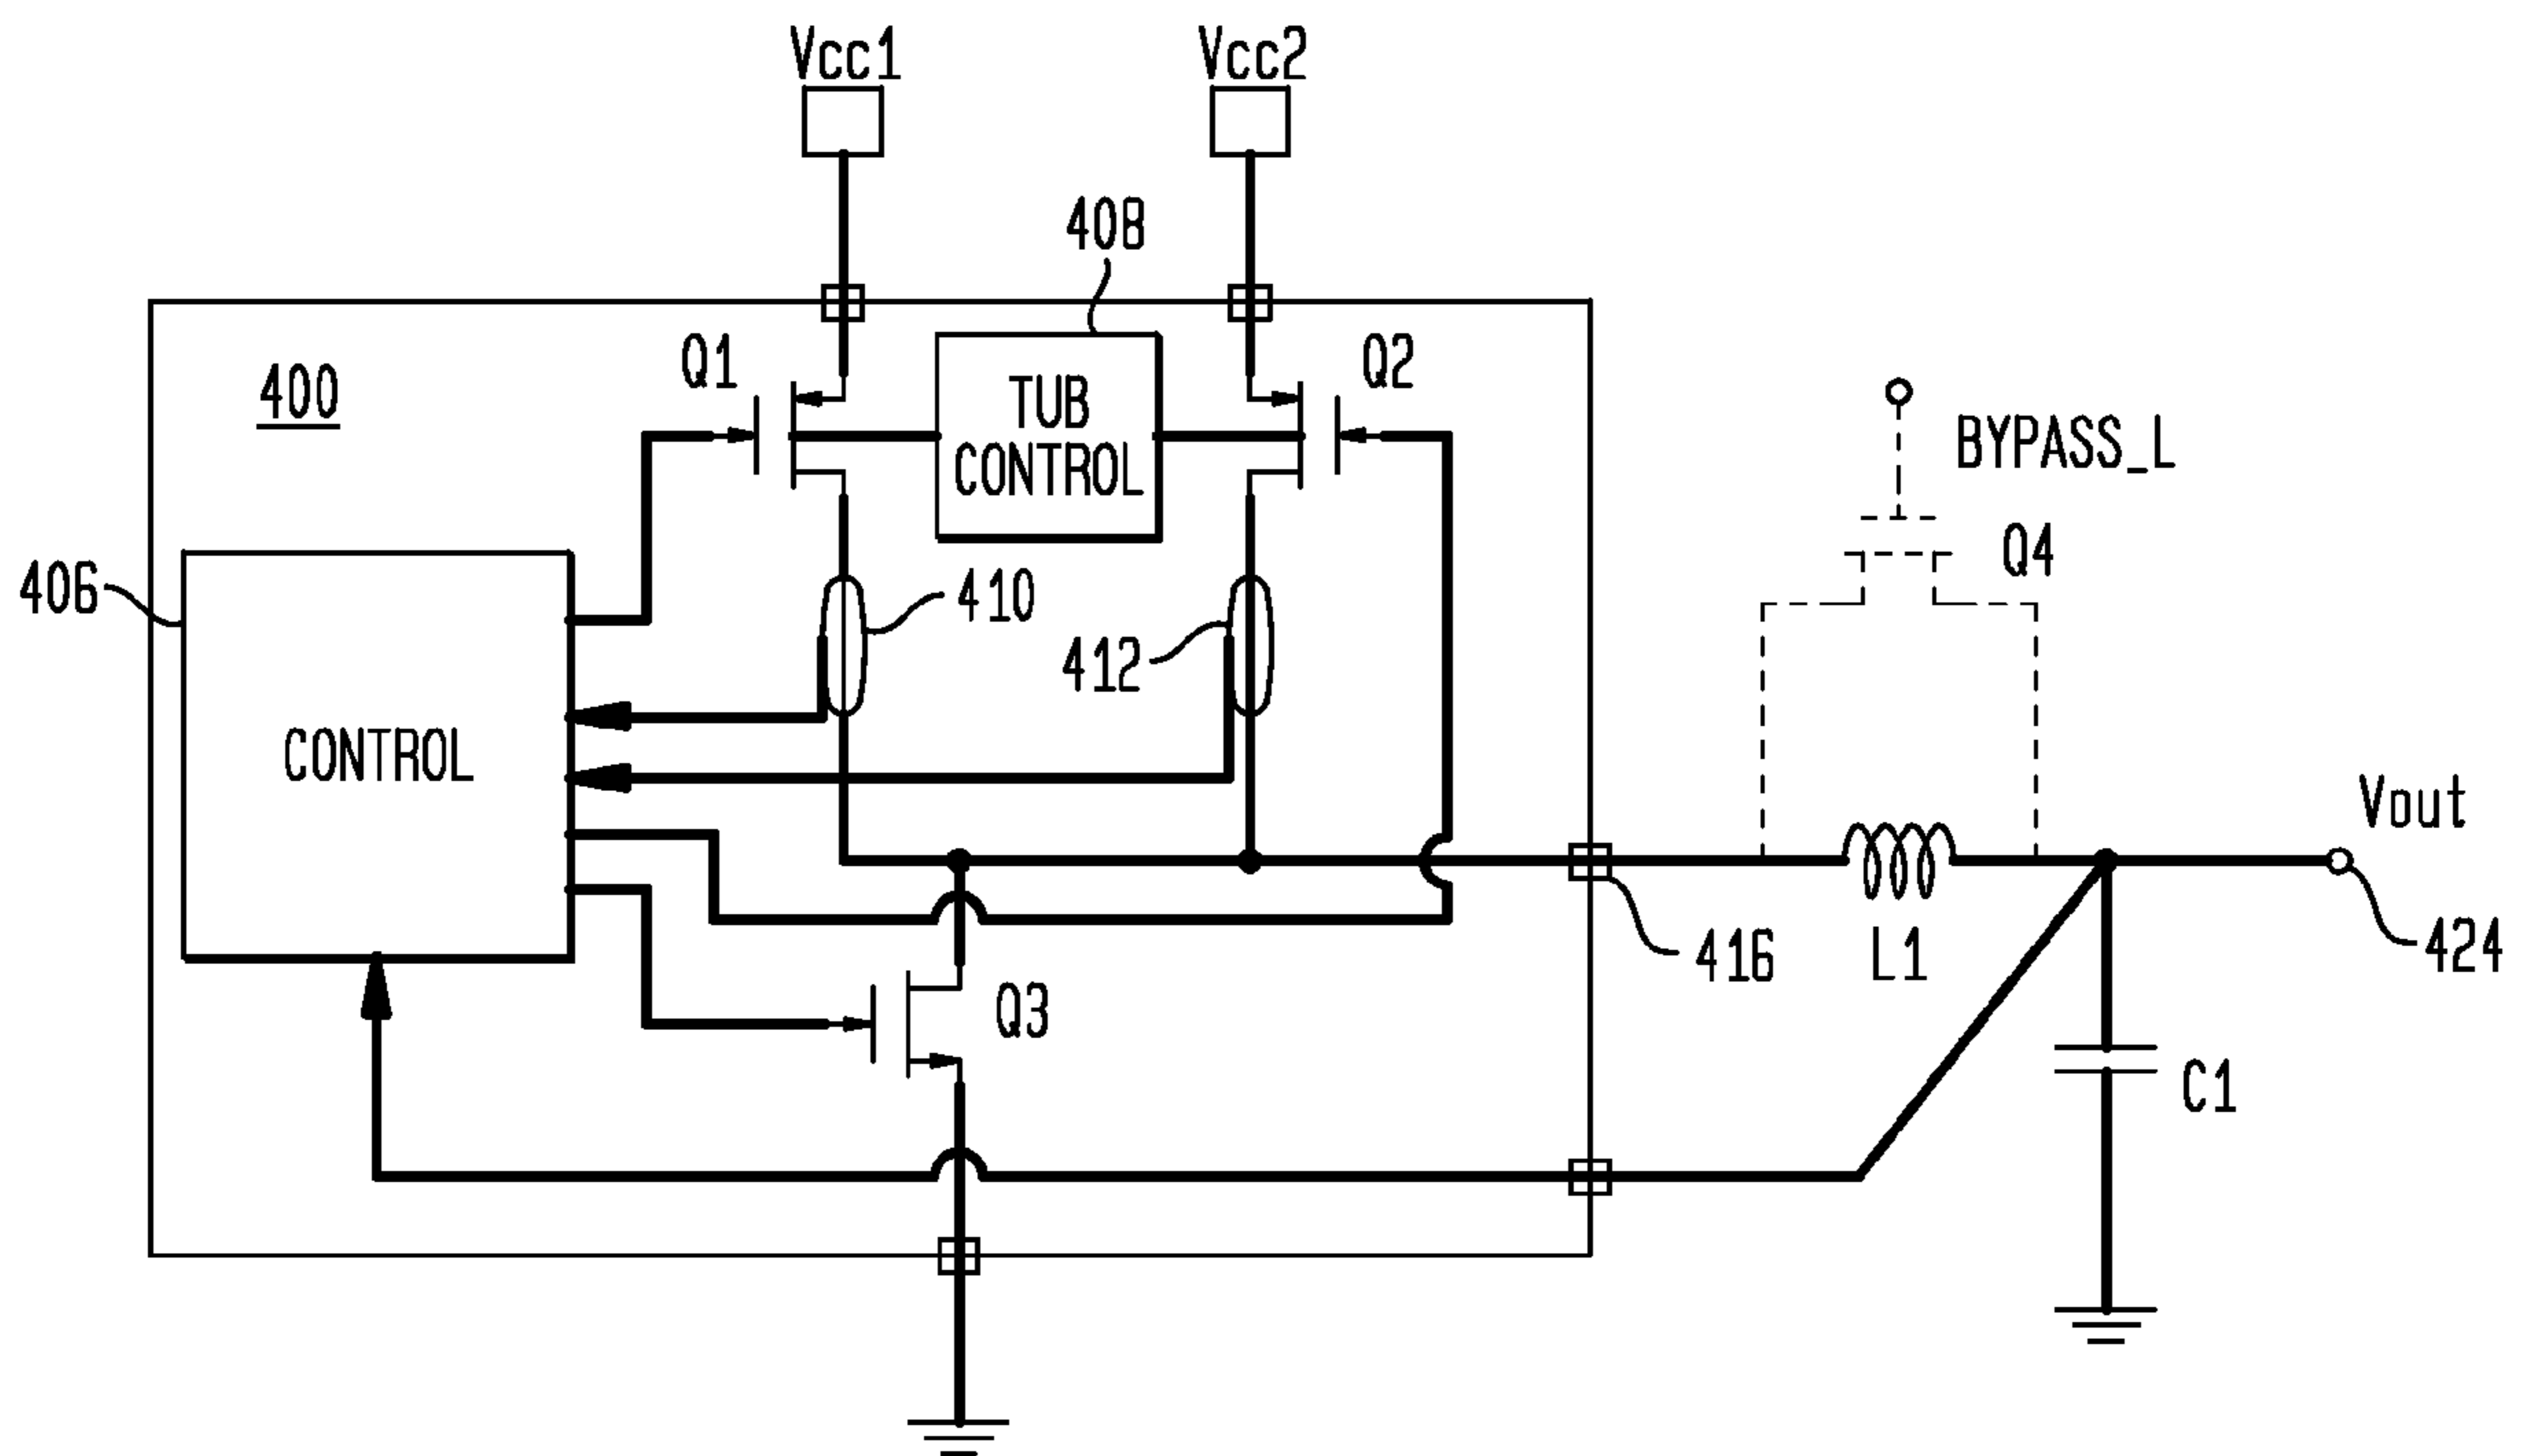 Vcc1
Vcc2
408
Q1
Q2
400
TUB
CONTROL
BYPASS_L
Q4
406
410
412
CONTROL
Vout
416
L1
424
Q3
C1